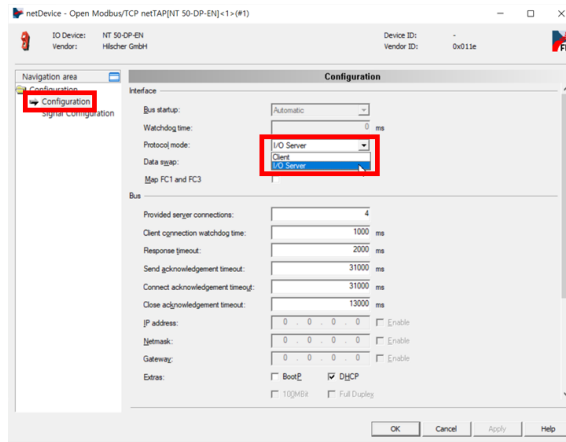 netDevice - Open Modbus/TCP netTAP[NT 50-DP-EN]<1>(#1)
IO Device: NT 50-DP-EN Device ID: -
Vendor: Hilscher GmbH Vendor ID: 0x011e
Navigation area
Configuration
Configuration
Signal Configuration
Configuration
Interface
Bus startup: Automatic
Watchdog time: 0 ms
Protocol mode: I/O Server
Client
I/O Server
Data swap:
Map FC1 and FC3
Bus
Provided server connections: 4
Client connection watchdog time: 1000 ms
Response timeout: 2000 ms
Send acknowledgement timeout: 31000 ms
Connect acknowledgement timeout: 31000 ms
Close acknowledgement timeout: 13000 ms
IP address: 0 . 0 . 0 . 0 Enable
Netmask: 0 . 0 . 0 . 0 Enable
Gateway: 0 . 0 . 0 . 0 Enable
Extras: BootP DHCP
100MBit Full Duplex
OK Cancel Apply Help